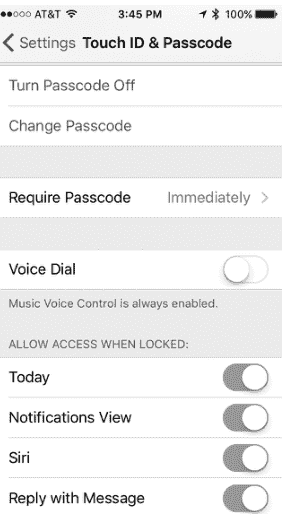 AT&T 3:45 PM 100%
Settings Touch ID & Passcode
Turn Passcode Off
Change Passcode
Require Passcode Immediately
Voice Dial
Music Voice Control is always enabled.
ALLOW ACCESS WHEN LOCKED:
Today
Notifications View
Siri
Reply with Message